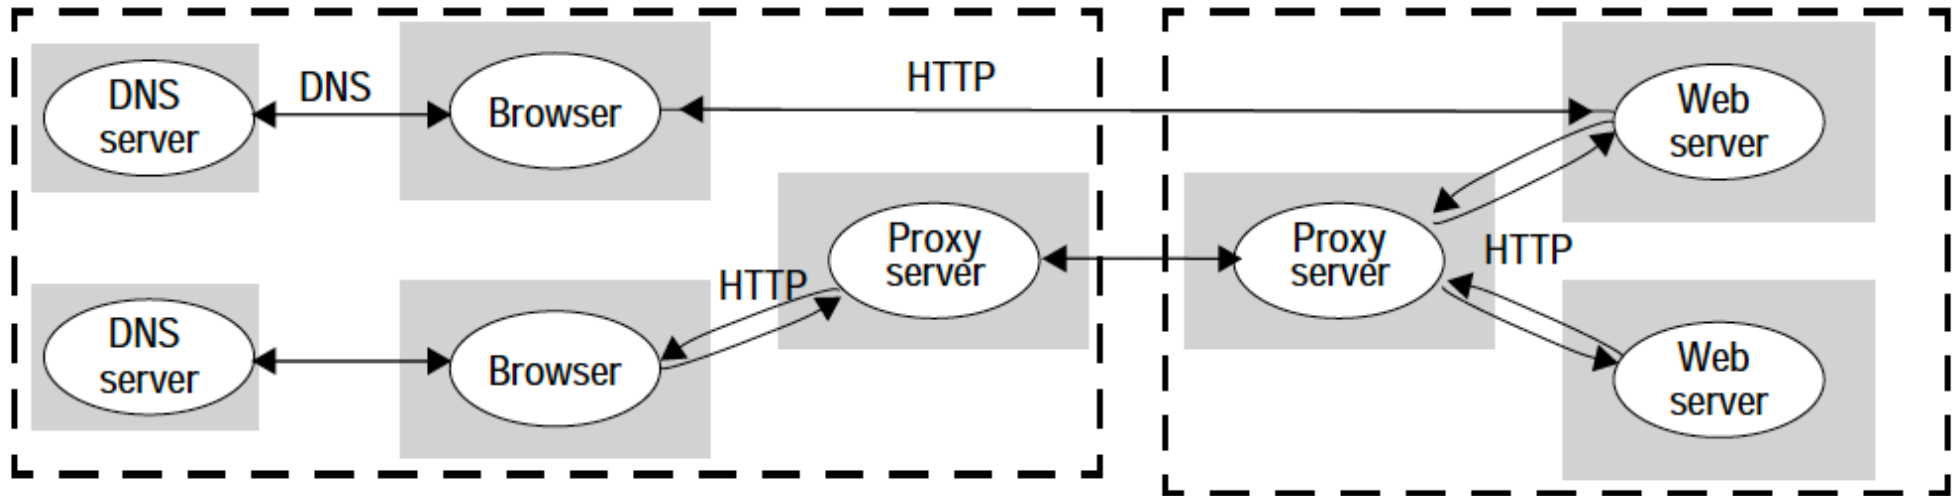 DNS
server
DNS
Browser
HTTP
Web
server
Proxy
server
Proxy
server
HTTP
HTTP
DNS
server
Browser
Web
server